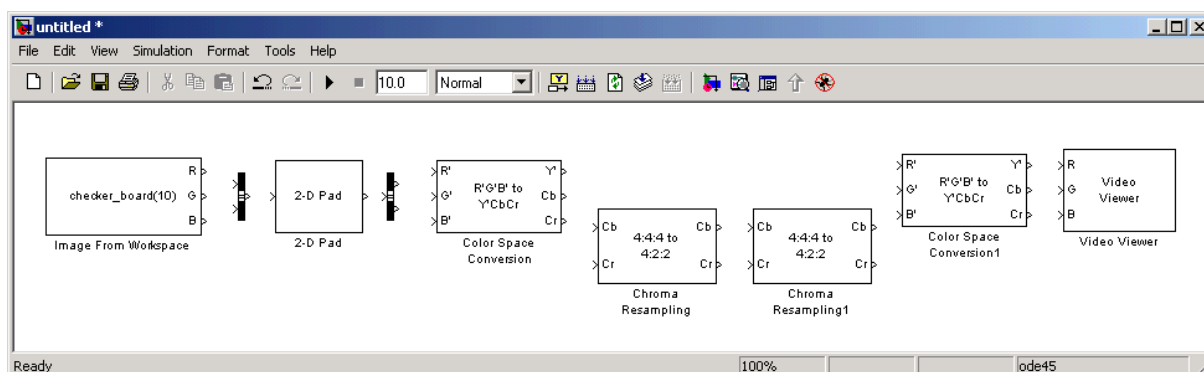 untitled *
File Edit View Simulation Format Tools Help
10.0 Normal
R
checker_board(10) G
B
Image From Workspace
2-D Pad
2-D Pad
R' Y'
G' R'G'B' to Y'CbCr Cb
B' Cr
Color Space
Conversion
Cb 4:4:4 to Cb
Cr 4:2:2 Cr
Chroma
Resampling
Cb 4:4:4 to Cb
Cr 4:2:2 Cr
Chroma
Resampling1
R' Y'
G' R'G'B' to Y'CbCr Cb
B' Cr
Color Space
Conversion1
R
G Video Viewer
B
Video Viewer
Ready 100% ode45